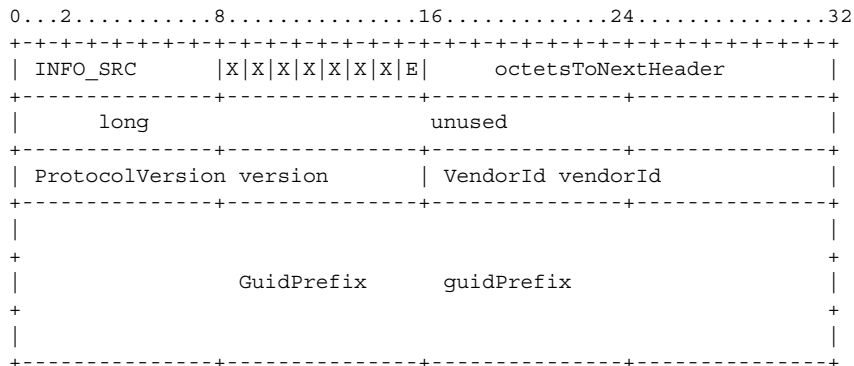 0...2...........8...............16.............24...............32
+-+-+-+-+-+-+-+-+-+-+-+-+-+-+-+-+-+-+-+-+-+-+-+-+-+-+-+-+-+-+-+-+
| INFO_SRC |X|X|X|X|X|X|X|E| octetsToNextHeader |
+---------------+---------------+---------------+---------------+
| long unused |
+---------------+---------------+---------------+---------------+
| ProtocolVersion version | VendorId vendorId |
+---------------+---------------+---------------+---------------+
| |
+ +
| GuidPrefix guidPrefix |
+ +
| |
+---------------+---------------+---------------+---------------+